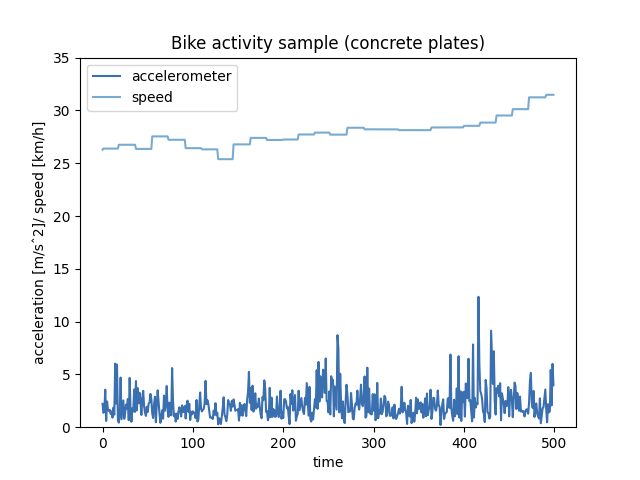 Bike activity sample (concrete plates)
accelerometer
speed
acceleration [m/sˆ2]/ speed [km/h]
35
30
25
20
15
10
5
0
0 100 200 300 400 500
time